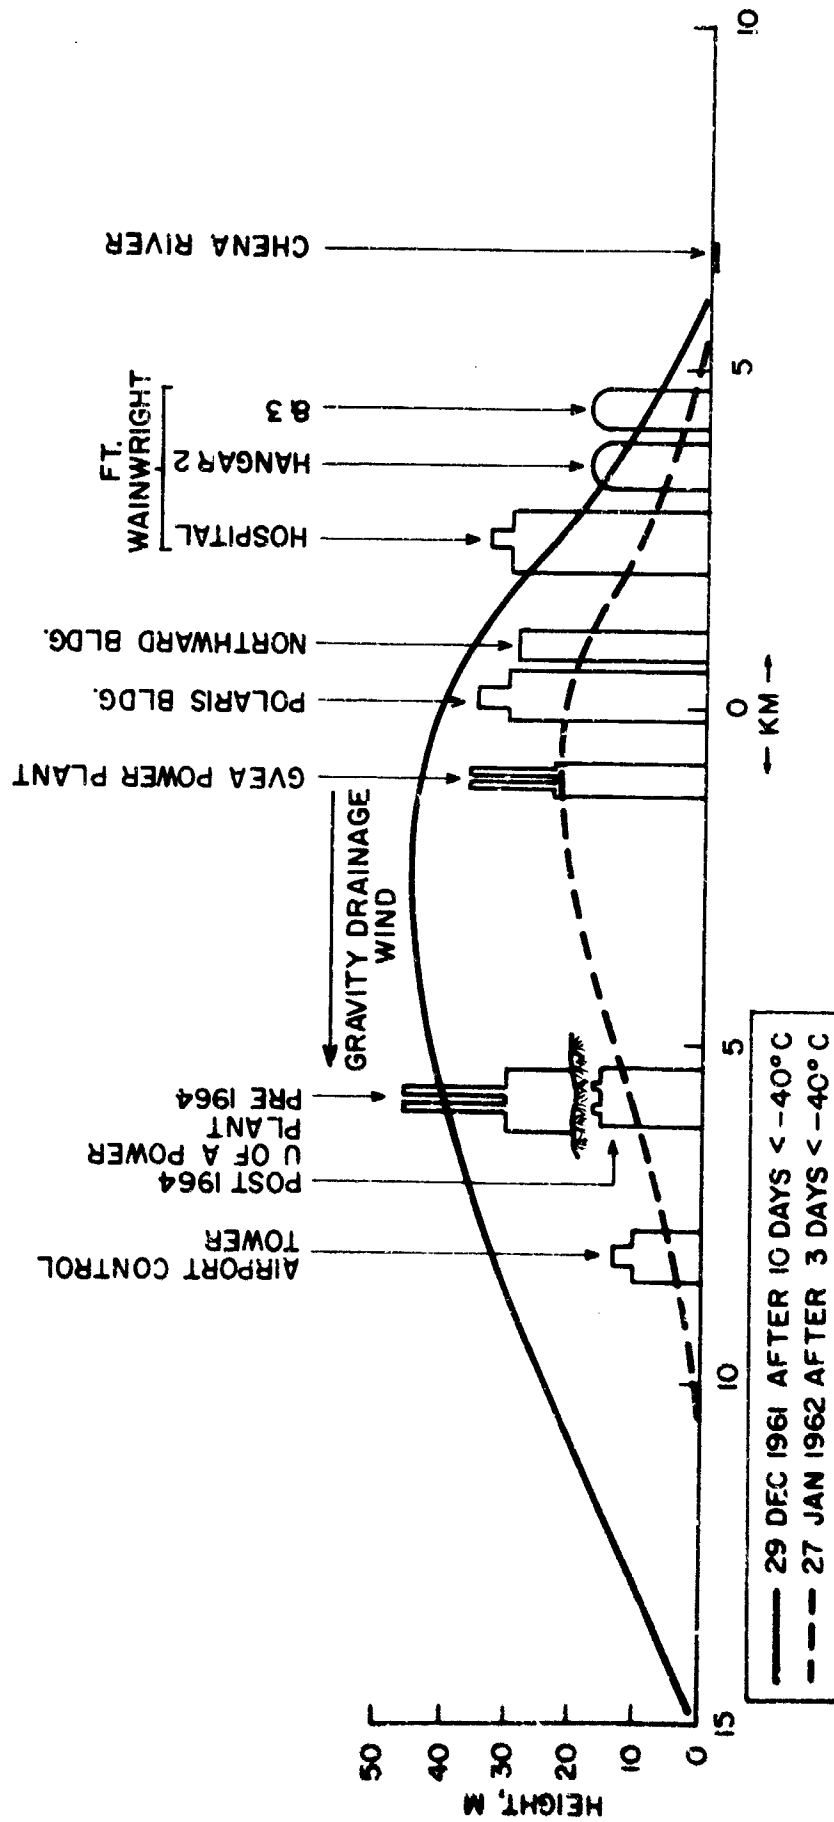 CHENA RIVER
FT.
WAINWRIGHT
& 3
HANGAR 2
HOSPITAL
NORTHWARD BLDG.
POLARIS BLDG.
GVEA POWER PLANT
GRAVITY DRAINAGE
WIND
PRE 1964
U OF A POWER
PLANT
POST 1964
AIRPORT CONTROL
TOWER
HEIGHT, M
50
40
30
20
10
0
15
10
5
0
5
10
← KM →
29 DEC 1961 AFTER 10 DAYS < -40°C
27 JAN 1962 AFTER 3 DAYS < -40°C